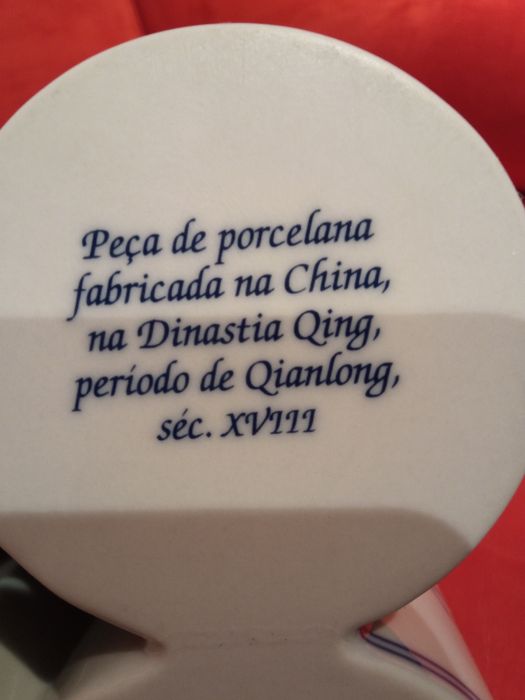 Peça de porcelana
fabricada na China,
na Dinastia Qing,
período de Qianlong,
séc. XVIII